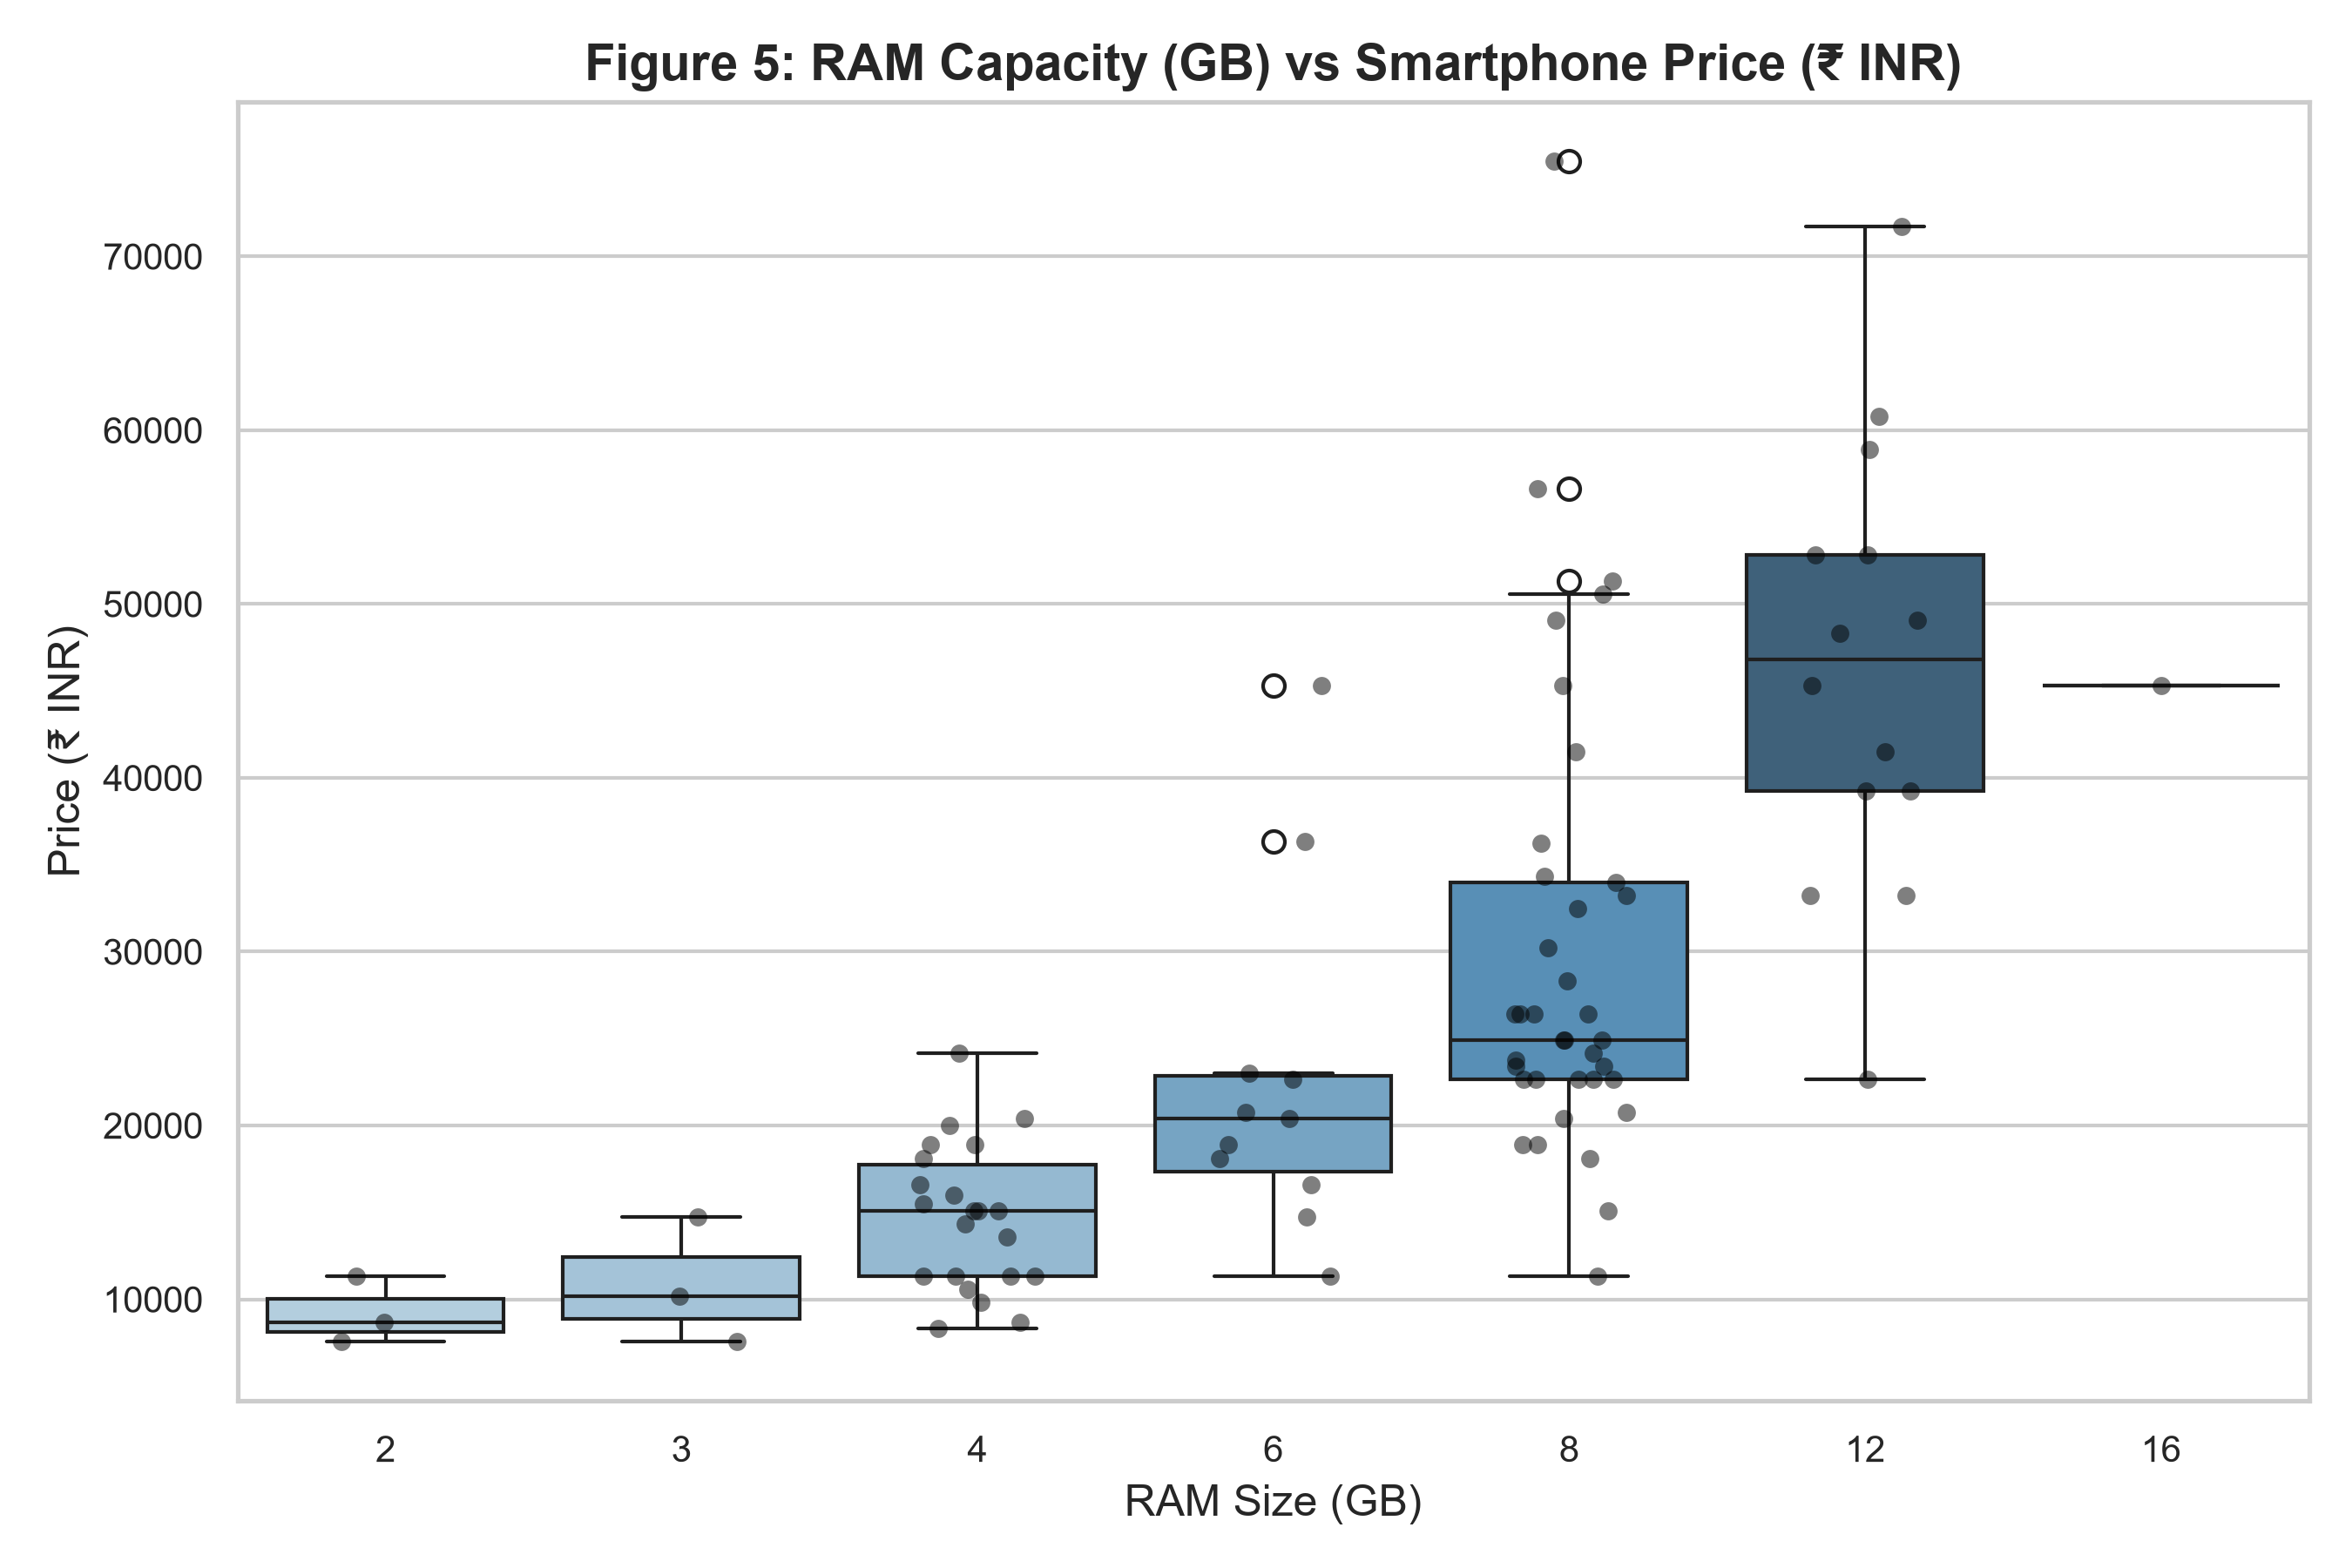 Figure 5: RAM Capacity (GB) vs Smartphone Price (₹ INR)
Price (₹ INR)
70000
60000
50000
40000
30000
20000
10000
2 3 4 6 8 12 16
RAM Size (GB)